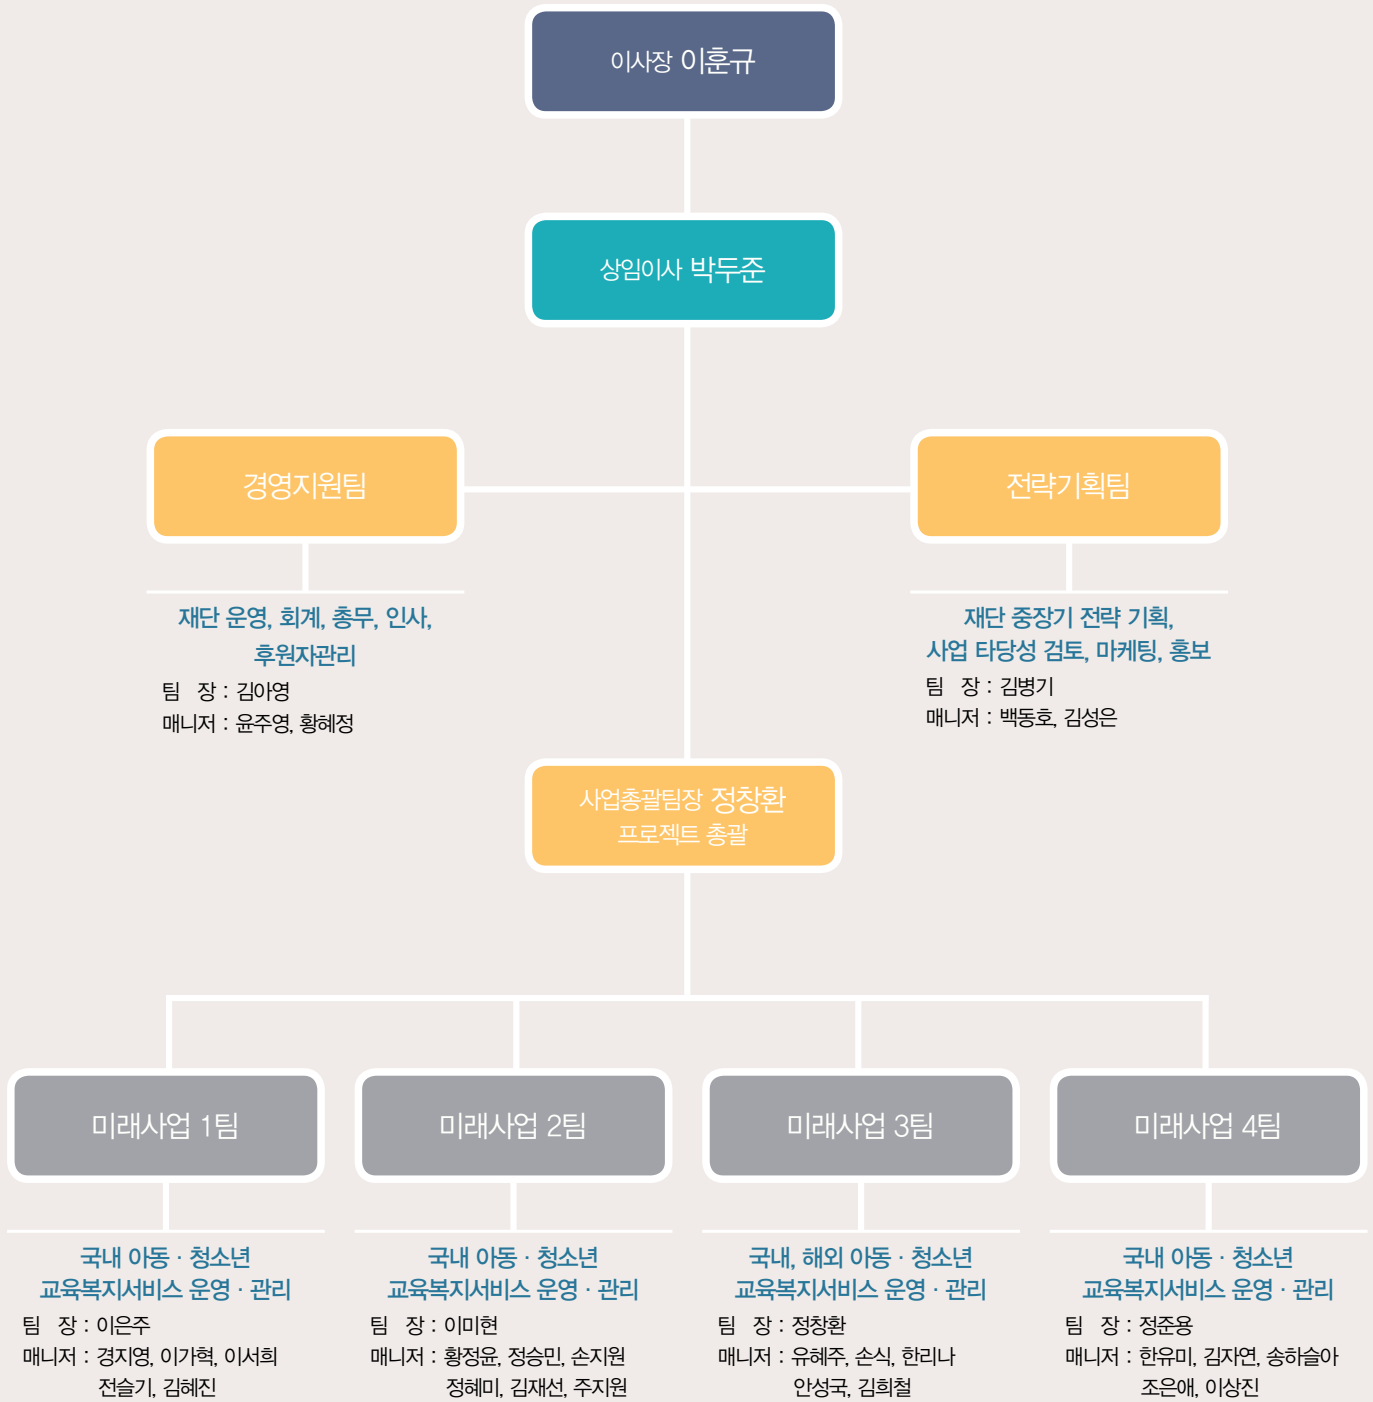 이사장 이훈규
상임이사 박두준
경영지원팀
재단 운영, 회계, 총무, 인사,
후원자관리
팀 장 : 김아영
매니저 : 윤주영, 황혜정
전략기획팀
재단 중장기 전략 기획,
사업 타당성 검토, 마케팅, 홍보
팀 장 : 김병기
매니저 : 백동호, 김성은
사업총괄팀장 정창환
프로젝트 총괄
미래사업 1팀
국내 아동 · 청소년
교육복지서비스 운영 · 관리
팀 장 : 이은주
매니저 : 경지영, 이가혁, 이서희
전슬기, 김혜진
미래사업 2팀
국내 아동 · 청소년
교육복지서비스 운영 · 관리
팀 장 : 이미현
매니저 : 황정윤, 정승민, 손지원
정혜미, 김재선, 주지원
미래사업 3팀
국내, 해외 아동 · 청소년
교육복지서비스 운영 · 관리
팀 장 : 정창환
매니저 : 유혜주, 손식, 한리나
안성국, 김희철
미래사업 4팀
국내 아동 · 청소년
교육복지서비스 운영 · 관리
팀 장 : 정준용
매니저 : 한유미, 김자연, 송하슬아
조은애, 이상진